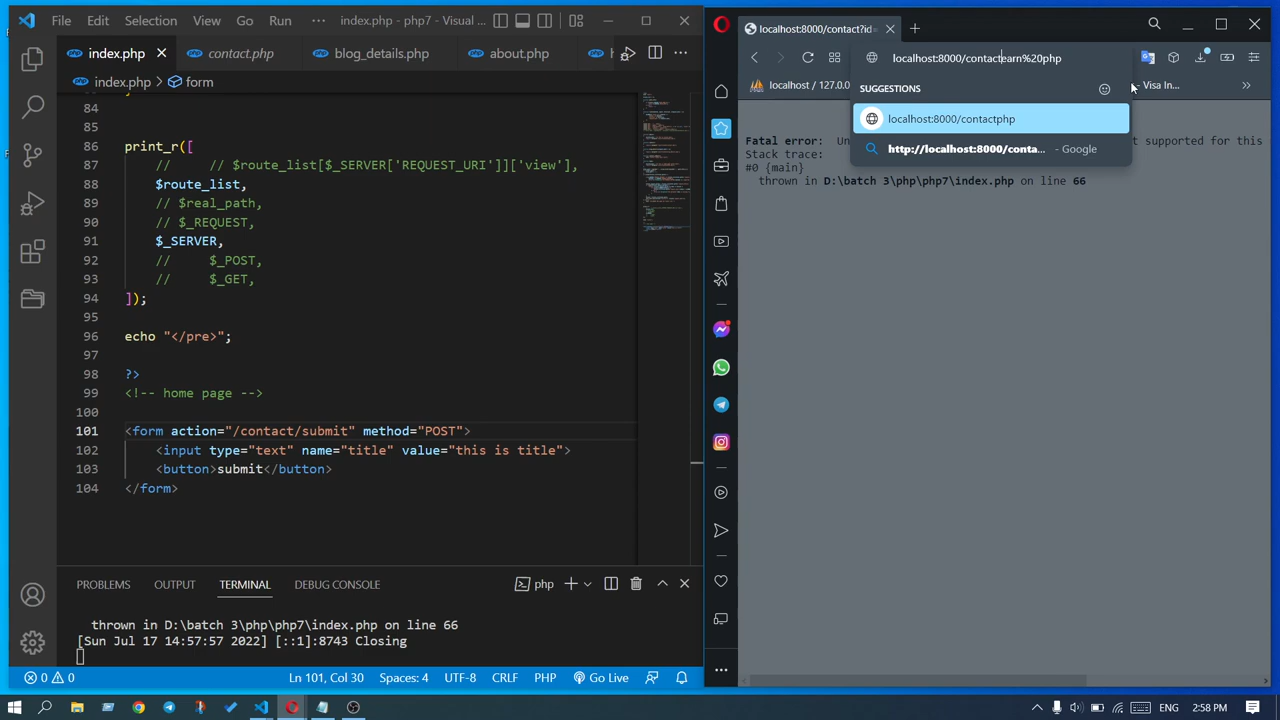 File Edit Selection View Go Run ··· index.php - php7 - Visual ...
index.php contact.php blog_details.php about.php
index.php > form
84
85
86 print_r([
87 // route_list[$_SERVER['REQUEST_URI']]['view'],
88 $route_list,
89 // $real_path,
90 // $_REQUEST,
91 $_SERVER,
92 // $_POST,
93 // $_GET,
94 ]);
95
96 echo "</pre>";
97
98 ?>
99 <!-- home page -->
100
101 <form action="/contact/submit" method="POST">
102 <input type="text" name="title" value="this is title">
103 <button>submit</button>
104 </form>
PROBLEMS OUTPUT TERMINAL DEBUG CONSOLE php
thrown in D:\batch 3\php\php7\index.php on line 66
[Sun Jul 17 14:57:57 2022] [::1]:8743 Closing
0 0 Ln 101, Col 30 Spaces: 4 UTF-8 CRLF PHP Go Live
localhost:8000/contact?id=
localhost:8000/contactearn%20php
localhost / 127.0.0 Visa In...
SUGGESTIONS
localhost:8000/contactphp
http://localhost:8000/conta... - Google
Fatal error: Un t supported for this
Stack trace:
#0 {main}
thrown in D:\batch 3\php\php7\index.php on line 66
ENG 2:58 PM